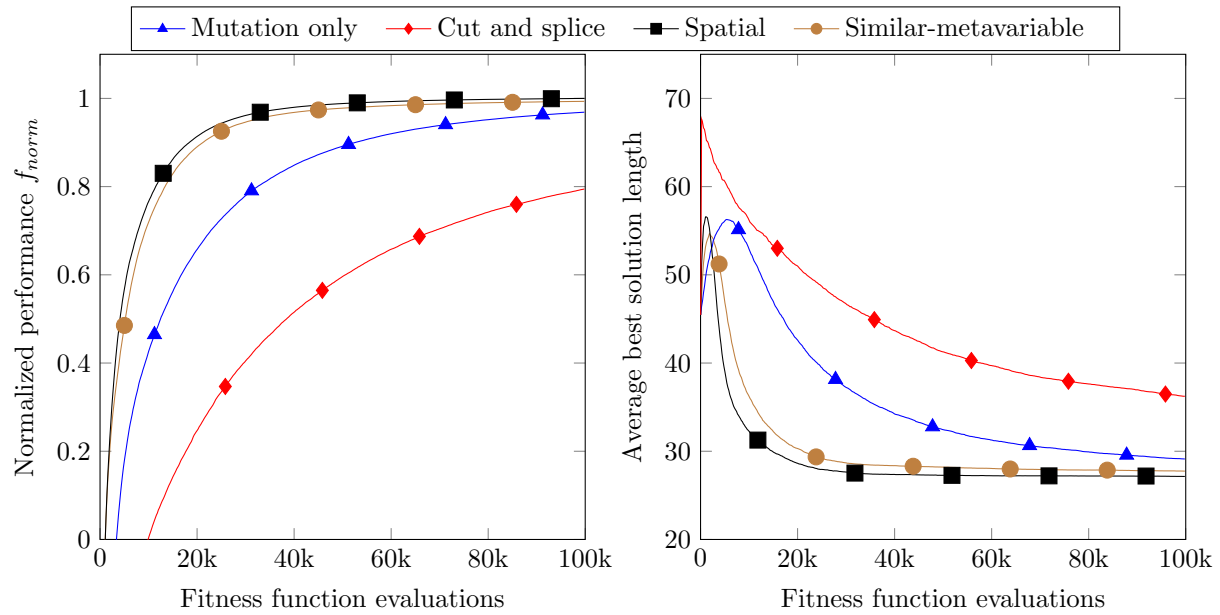 Mutation only Cut and splice Spatial Similar-metavariable
Normalized performance f_norm
1
0.8
0.6
0.4
0.2
0
0 20k 40k 60k 80k 100k
Fitness function evaluations
Average best solution length
70
60
50
40
30
20
0 20k 40k 60k 80k 100k
Fitness function evaluations